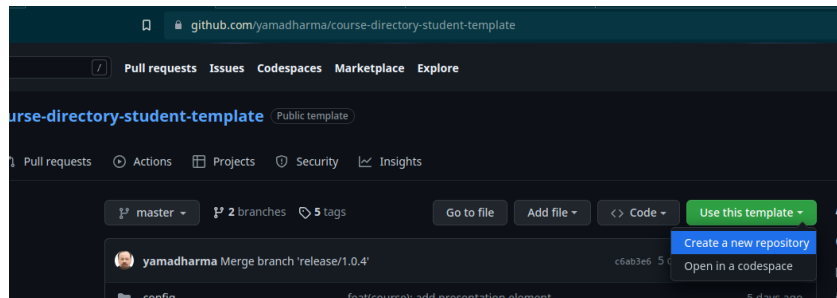 github.com/yamadharma/course-directory-student-template
/ Pull requests Issues Codespaces Marketplace Explore
urse-directory-student-template Public template
Pull requests Actions Projects Security Insights
master 2 branches 5 tags Go to file Add file <> Code Use this template
Create a new repository
yamadharma Merge branch 'release/1.0.4' c6ab3e6 5
Open in a codespace
config feat(course): add presentation element 5 days ago